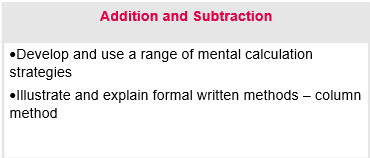 Addition and Subtraction
•Develop and use a range of mental calculation
strategies
•Illustrate and explain formal written methods – column
method